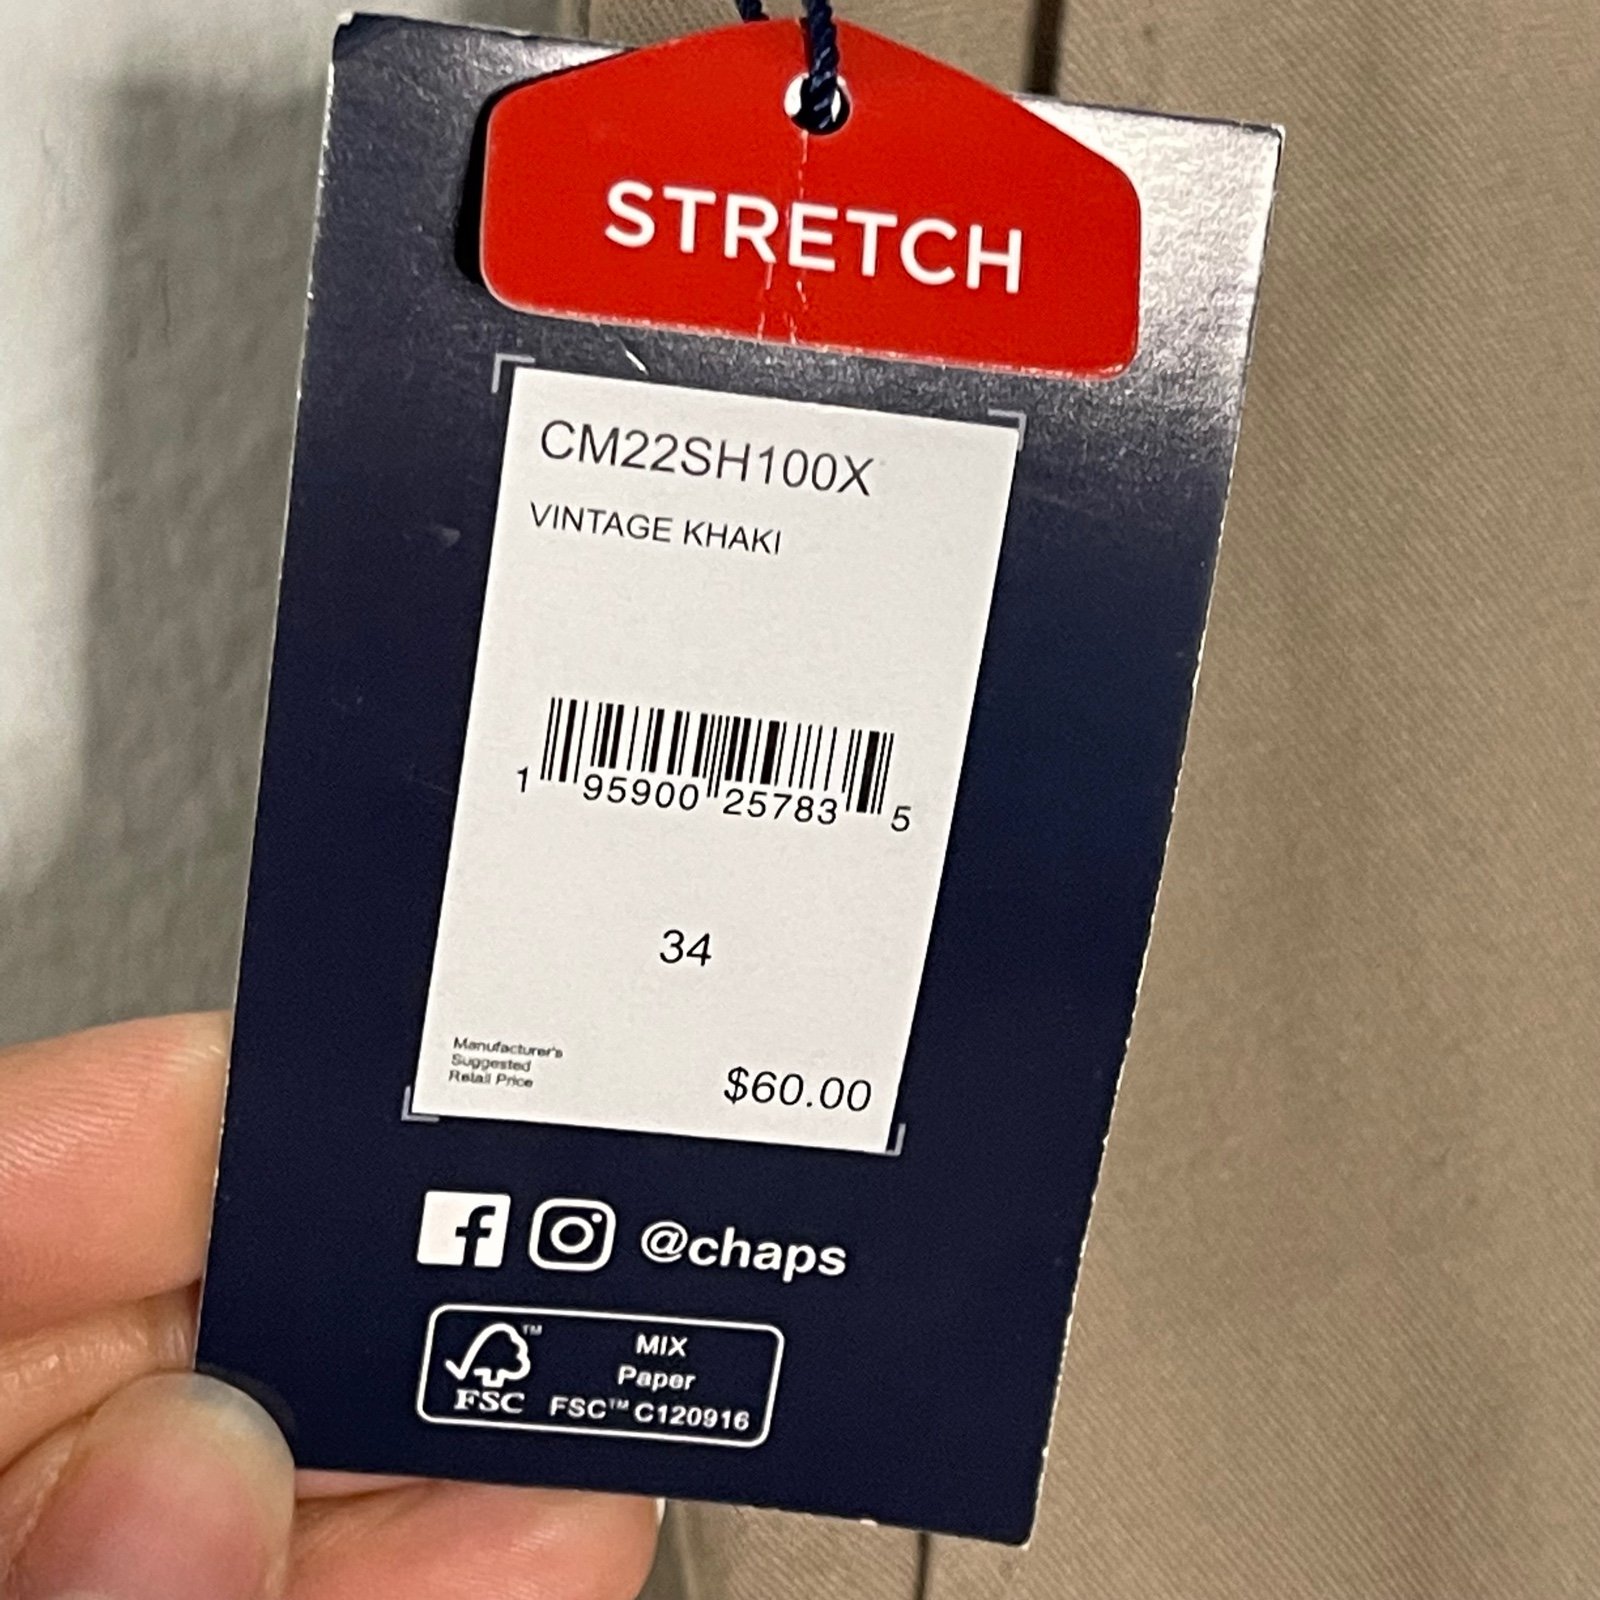 STRETCH
CM22SH100X
VINTAGE KHAKI
1 95900 25783 5
34
Manufacturer's
Suggested
Retail Price
$60.00
@chaps
FSC™
MIX
Paper
FSC™ C120916